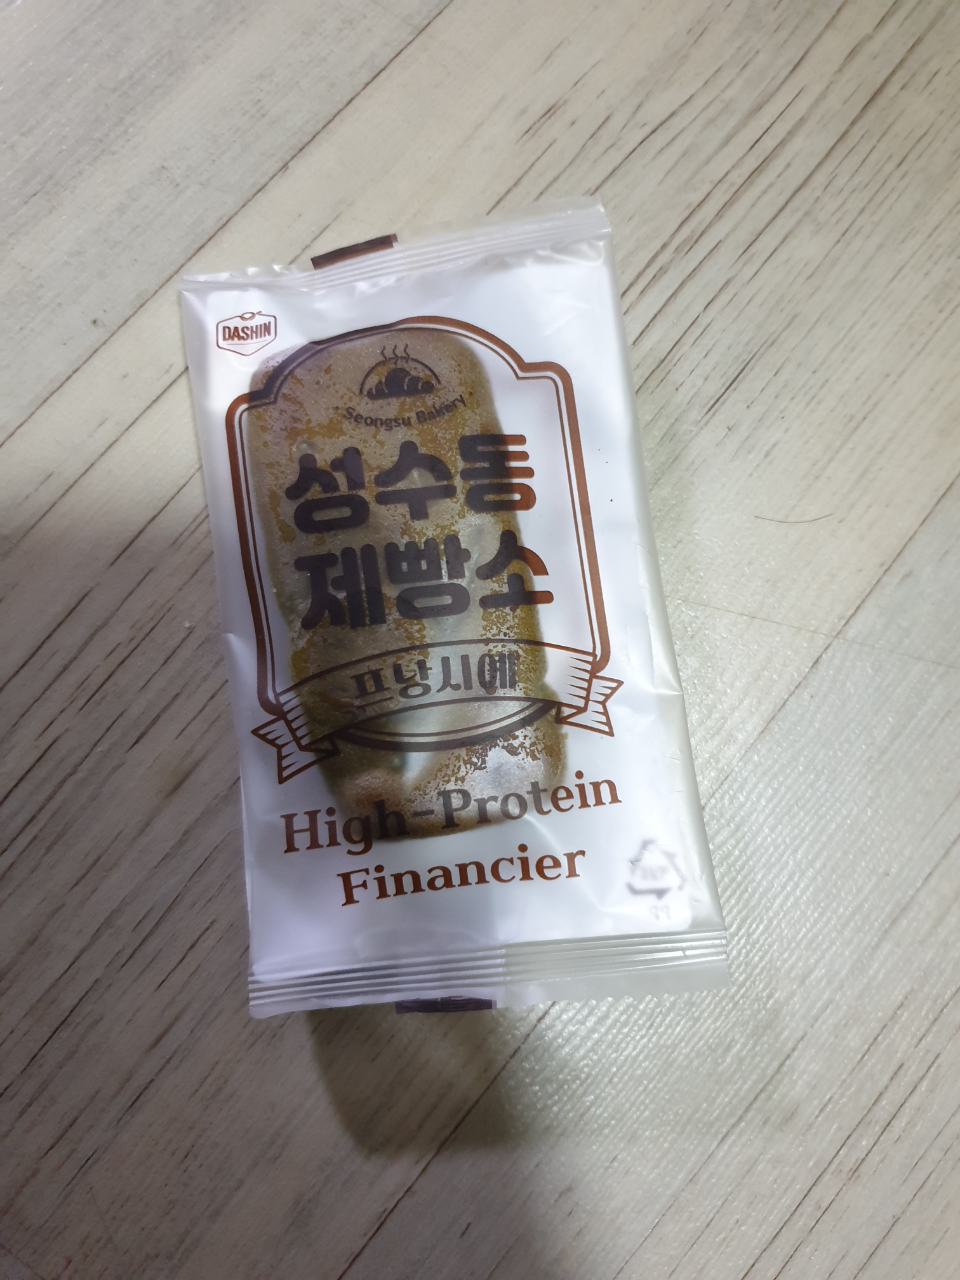 DASHIN
Seongsu Bakery
성수동
제빵소
프낭시에
High-Protein
Financier